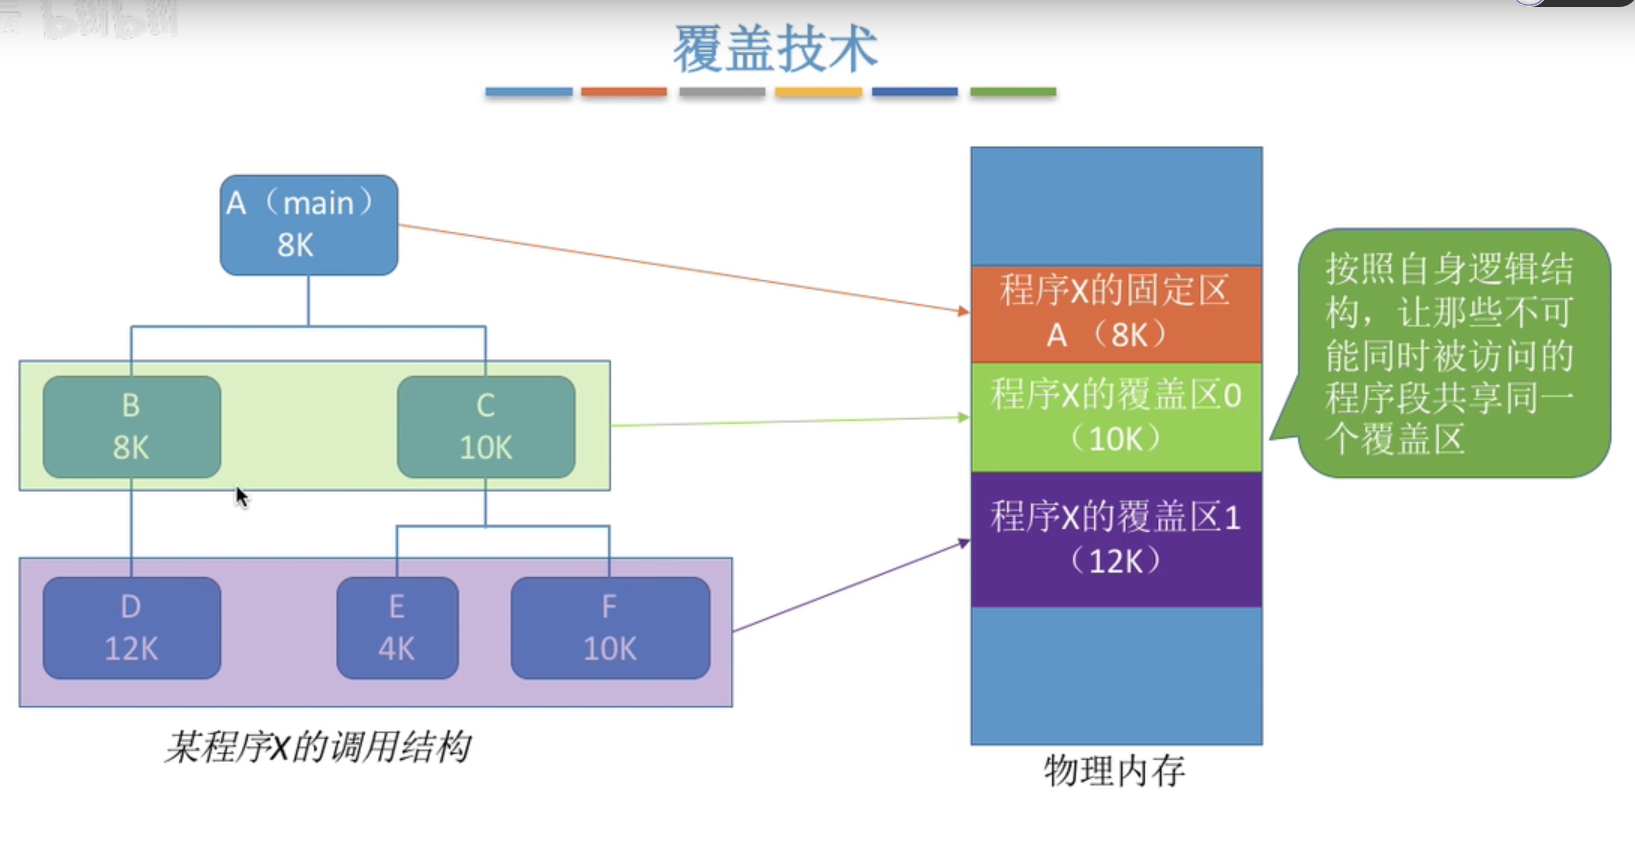 覆盖技术
A（main）
8K
B
8K
C
10K
D
12K
E
4K
F
10K
某程序X的调用结构
程序X的固定区
A （8K）
程序X的覆盖区0
（10K）
程序X的覆盖区1
（12K）
物理内存
按照自身逻辑结
构，让那些不可
能同时被访问的
程序段共享同一
个覆盖区